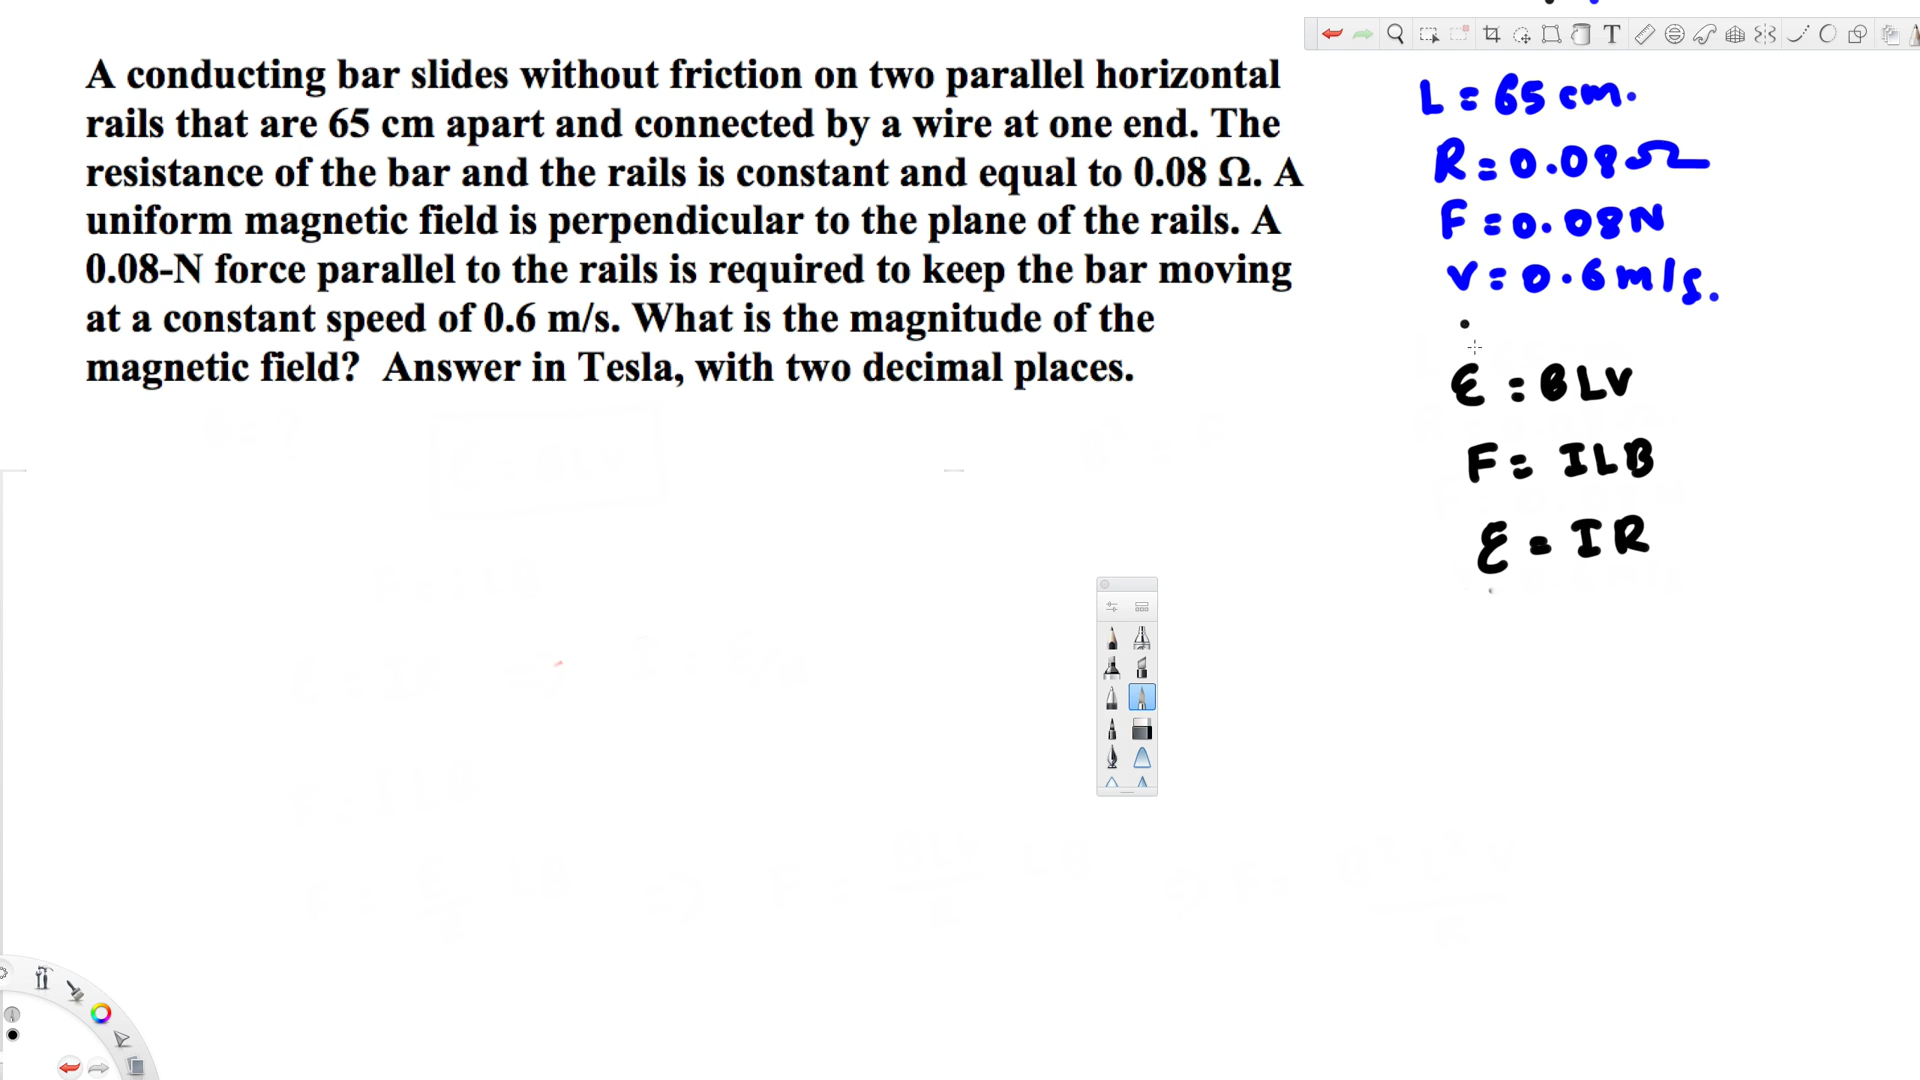 A conducting bar slides without friction on two parallel horizontal
rails that are 65 cm apart and connected by a wire at one end. The
resistance of the bar and the rails is constant and equal to 0.08 Ω. A
uniform magnetic field is perpendicular to the plane of the rails. A
0.08-N force parallel to the rails is required to keep the bar moving
at a constant speed of 0.6 m/s. What is the magnitude of the
magnetic field?  Answer in Tesla, with two decimal places.
L = 65 cm.
R = 0.08 Ω
F = 0.08 N
v = 0.6 m/s.
ε = BLV
F = ILB
ε = IR